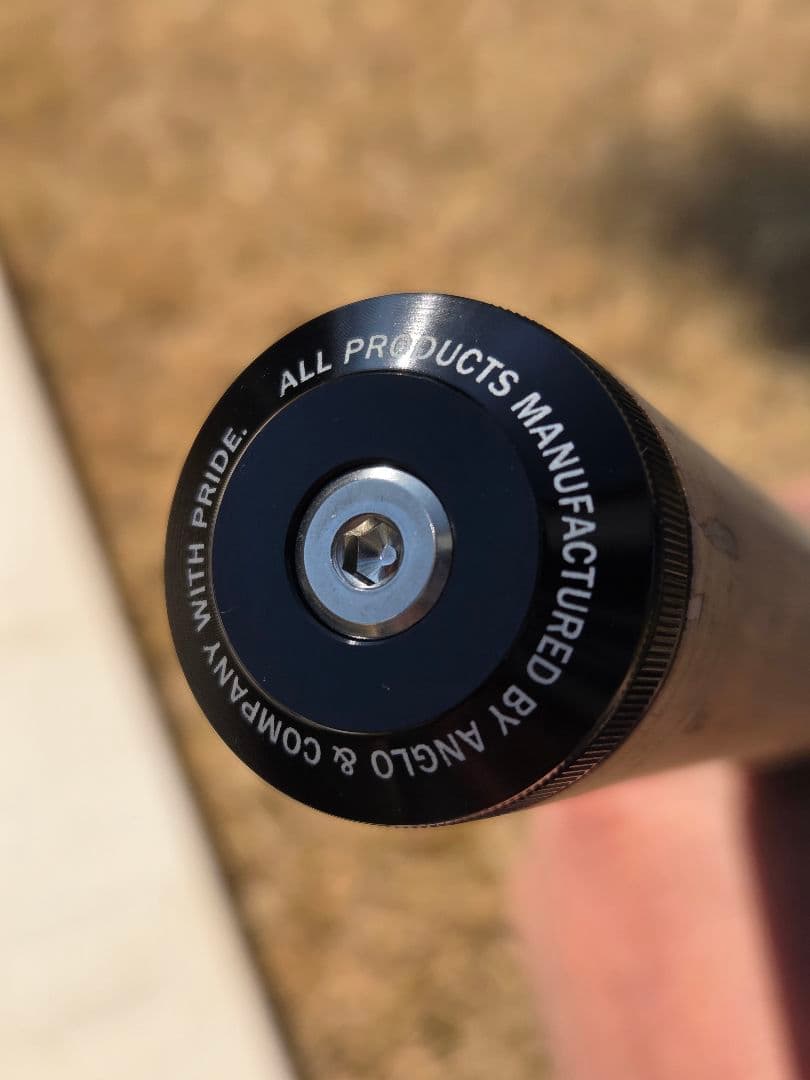 ALL PRODUCTS MANUFACTURED BY ANGLO & COMPANY WITH PRIDE.